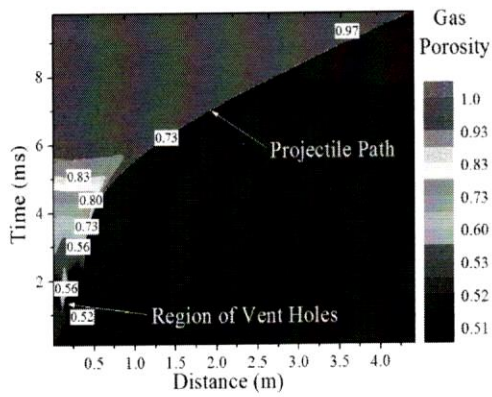 Gas
Porosity
1.0
0.93
0.83
0.73
0.60
0.53
0.52
0.51
Time (ms)
8
6
4
2
0.97
0.73
Projectile Path
0.83
0.80
0.73
0.56
0.56
0.52
Region of Vent Holes
0.5 1.0 1.5 2.0 2.5 3.0 3.5 4.0
Distance (m)